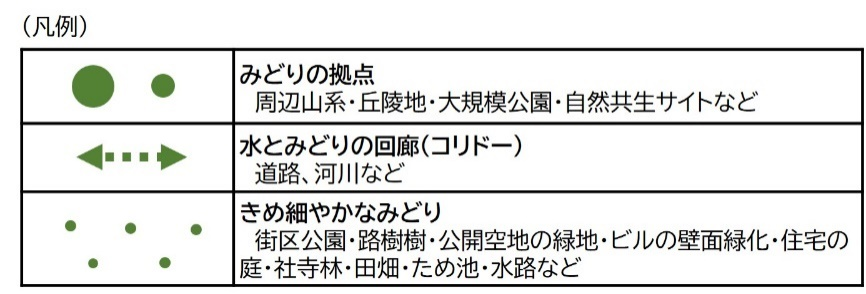 （凡例）
みどりの拠点
周辺山系・丘陵地・大規模公園・自然共生サイトなど
水とみどりの回廊（コリドー）
道路、河川など
きめ細やかなみどり
街区公園・路樹樹・公開空地の緑地・ビルの壁面緑化・住宅の
庭・社寺林・田畑・ため池・水路など